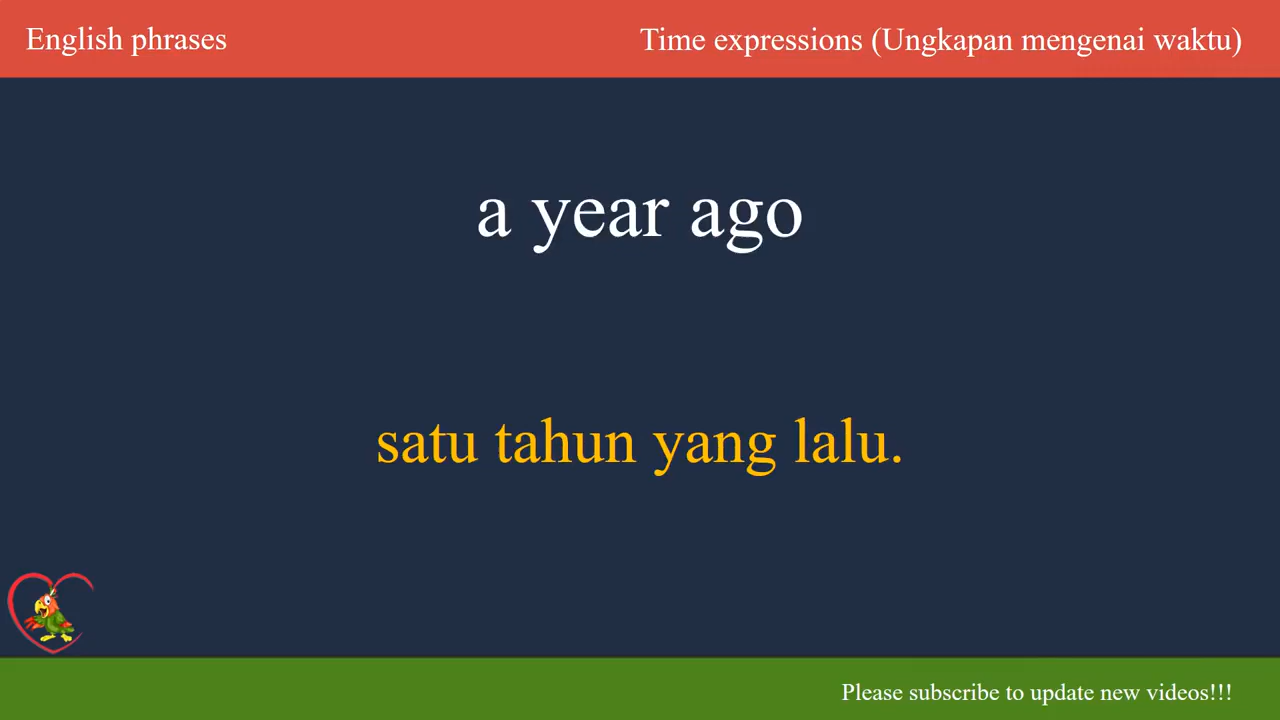 English phrases
Time expressions (Ungkapan mengenai waktu)
a year ago
satu tahun yang lalu.
Please subscribe to update new videos!!!